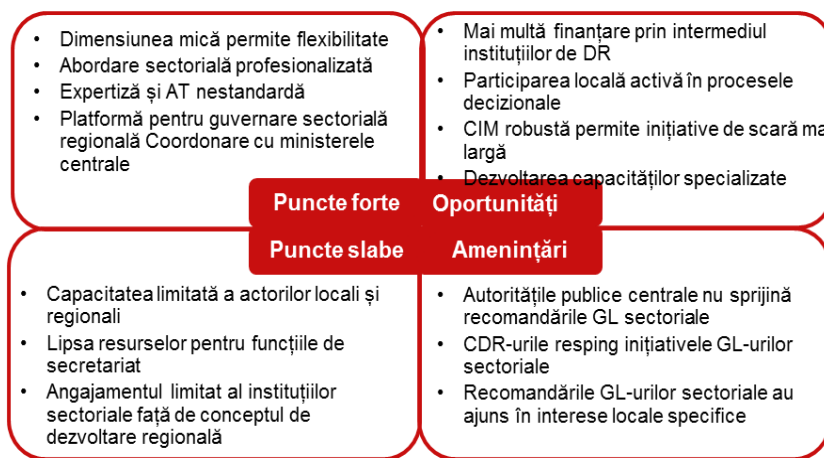 • Dimensiunea mică permite flexibilitate
• Abordare sectorială profesionalizată
• Expertiză și AT nestandardă
• Platformă pentru guvernare sectorială
regională Coordonare cu ministerele
centrale
• Mai multă finanțare prin intermediul
instituțiilor de DR
• Participarea locală activă în procesele
decizionale
• CIM robustă permite inițiative de scară ma
largă
• Dezvoltarea capacităților specializate
Puncte forte
Oportunități
Puncte slabe
Amenințări
• Capacitatea limitată a actorilor locali și
regionali
• Lipsa resurselor pentru funcțiile de
secretariat
• Angajamentul limitat al instituțiilor
sectoriale față de conceptul de
dezvoltare regională
• Autoritățile publice centrale nu sprijină
recomandările GL sectoriale
• CDR-urile resping inițiativele GL-urilor
sectoriale
• Recomandările GL-urilor sectoriale au
ajuns în interese locale specifice